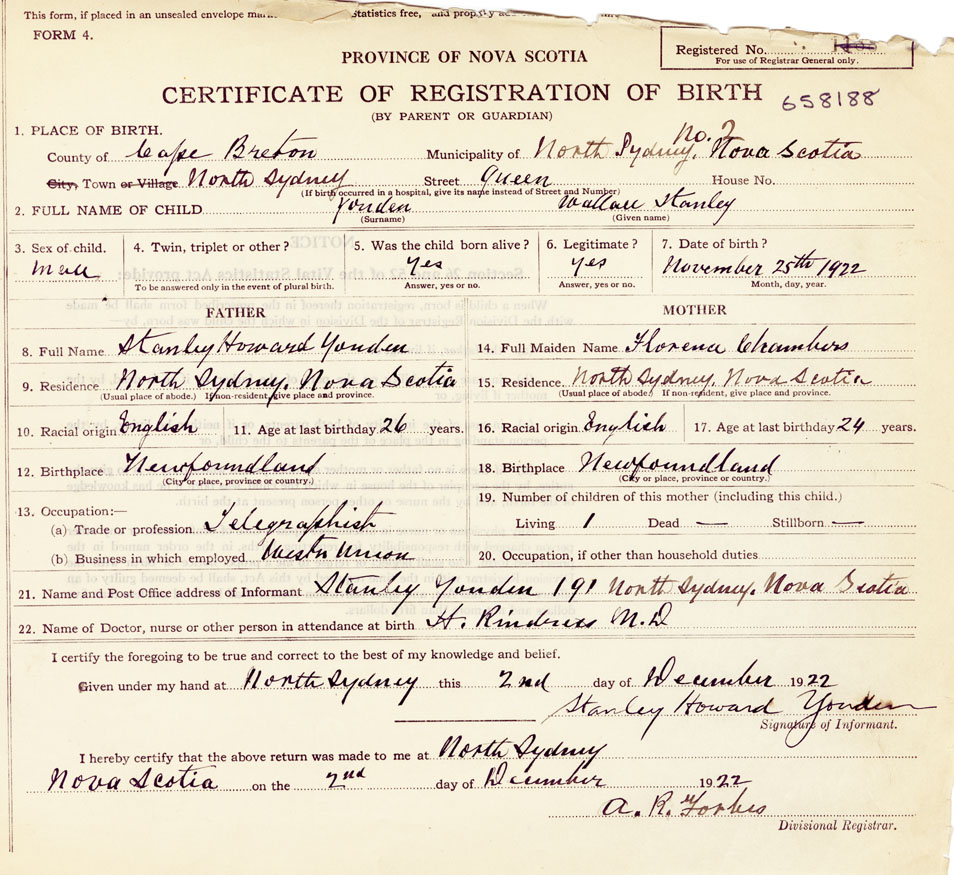 This form, if placed in an unsealed envelope statistics free, and
FORM 4.
Registered No.
For use of Registrar General only.
PROVINCE OF NOVA SCOTIA
CERTIFICATE OF REGISTRATION OF BIRTH 658188
(BY PARENT OR GUARDIAN)
1. PLACE OF BIRTH. No. 2
County of Cape Breton Municipality of North Sydney, Nova Scotia
City, Town or Village North Sydney Street Queen House No.
(If birth occurred in a hospital, give its name instead of Street and Number)
2. FULL NAME OF CHILD Youden Wallace Stanley
(Surname) (Given name)
3. Sex of child. 4. Twin, triplet or other? 5. Was the child born alive? 6. Legitimate? 7. Date of birth?
Male Yes Yes November 25th 1922
To be answered only in the event of plural birth. Answer, yes or no. Answer, yes or no. Month, day, year.
FATHER MOTHER
8. Full Name Stanley Howard Youden 14. Full Maiden Name Florena Chambers
9. Residence North Sydney, Nova Scotia 15. Residence North Sydney, Nova Scotia
(Usual place of abode.) If non-resident, give place and province. (Usual place of abode.) If non-resident, give place and province.
10. Racial origin English 11. Age at last birthday 26 years. 16. Racial origin English 17. Age at last birthday 24 years.
12. Birthplace Newfoundland 18. Birthplace Newfoundland
(City or place, province or country.) (City or place, province or country.)
13. Occupation:— 19. Number of children of this mother (including this child.)
(a) Trade or profession Telegraphist Living 1 Dead — Stillborn —
(b) Business in which employed Westn Union 20. Occupation, if other than household duties
21. Name and Post Office address of Informant Stanley Youden 191 North Sydney, Nova Scotia
22. Name of Doctor, nurse or other person in attendance at birth H. M.D
I certify the foregoing to be true and correct to the best of my knowledge and belief.
Given under my hand at North Sydney this 2nd day of December 1922
Stanley Howard Youden
Signature of Informant.
I hereby certify that the above return was made to me at North Sydney
Nova Scotia on the 2nd day of December 1922
A. R. Forbes
Divisional Registrar.